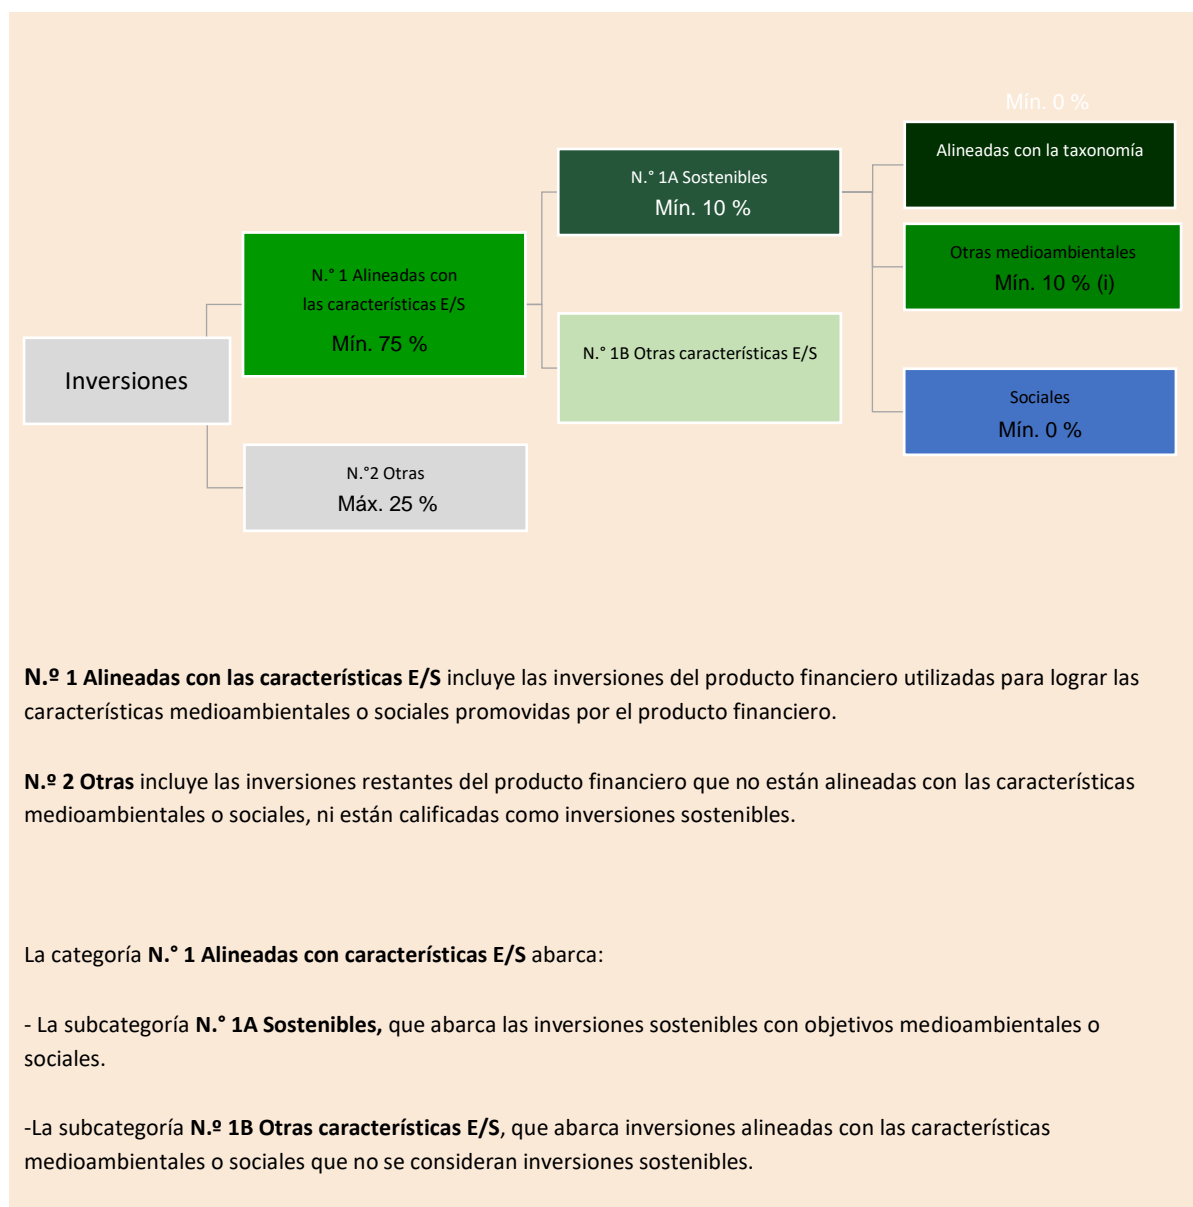 Mín. 0 %
Alineadas con la taxonomía
N.° 1A Sostenibles
Mín. 10 %
Otras medioambientales
Mín. 10 % (i)
N.° 1 Alineadas con
las características E/S
Mín. 75 %
N.° 1B Otras características E/S
Inversiones
Sociales
Mín. 0 %
N.°2 Otras
Máx. 25 %
N.º 1 Alineadas con las características E/S incluye las inversiones del producto financiero utilizadas para lograr las
características medioambientales o sociales promovidas por el producto financiero.
N.º 2 Otras incluye las inversiones restantes del producto financiero que no están alineadas con las características
medioambientales o sociales, ni están calificadas como inversiones sostenibles.
La categoría N.° 1 Alineadas con características E/S abarca:
- La subcategoría N.° 1A Sostenibles, que abarca las inversiones sostenibles con objetivos medioambientales o
sociales.
-La subcategoría N.º 1B Otras características E/S, que abarca inversiones alineadas con las características
medioambientales o sociales que no se consideran inversiones sostenibles.